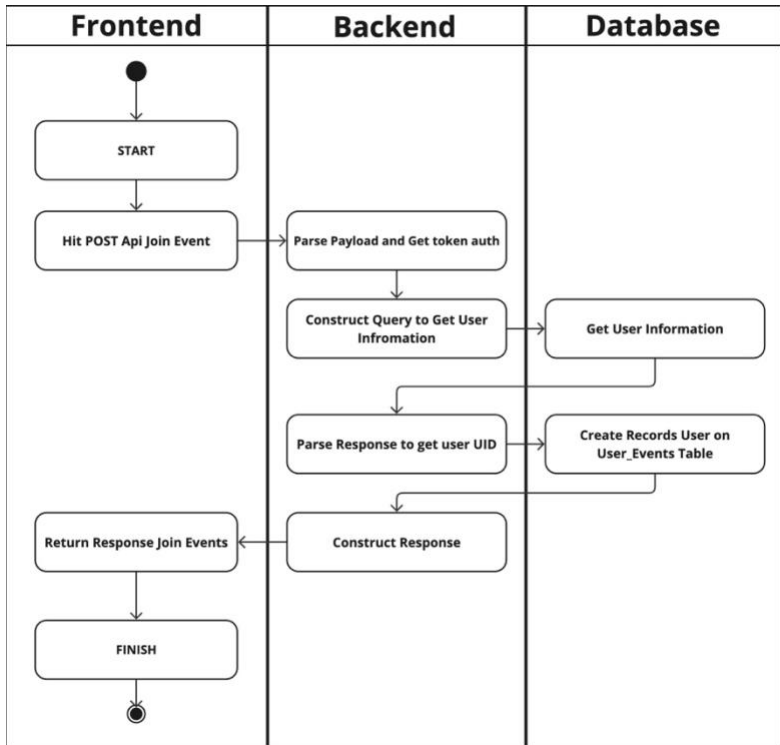 Frontend
Backend
Database
START
Hit POST Api Join Event
Parse Payload and Get token auth
Construct Query to Get User
Infromation
Get User Information
Parse Response to get user UID
Create Records User on
User_Events Table
Return Response Join Events
Construct Response
FINISH